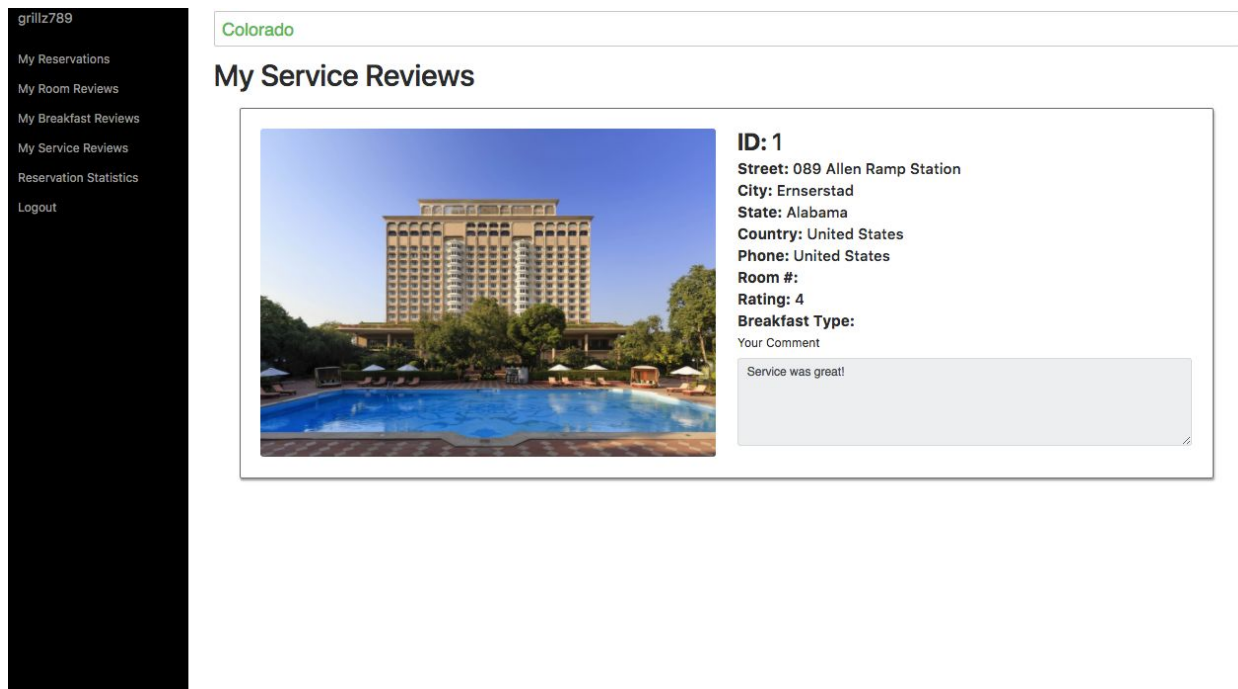 grillz789
My Reservations
My Room Reviews
My Breakfast Reviews
My Service Reviews
Reservation Statistics
Logout
Colorado
My Service Reviews
ID: 1
Street: 089 Allen Ramp Station
City: Ernserstad
State: Alabama
Country: United States
Phone: United States
Room #:
Rating: 4
Breakfast Type:
Your Comment
Service was great!